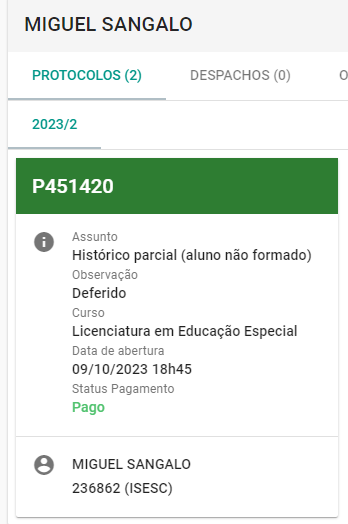 MIGUEL SANGALO
PROTOCOLOS (2) DESPACHOS (0) O
2023/2
P451420
Assunto
Histórico parcial (aluno não formado)
Observação
Deferido
Curso
Licenciatura em Educação Especial
Data de abertura
09/10/2023 18h45
Status Pagamento
Pago
MIGUEL SANGALO
236862 (ISESC)